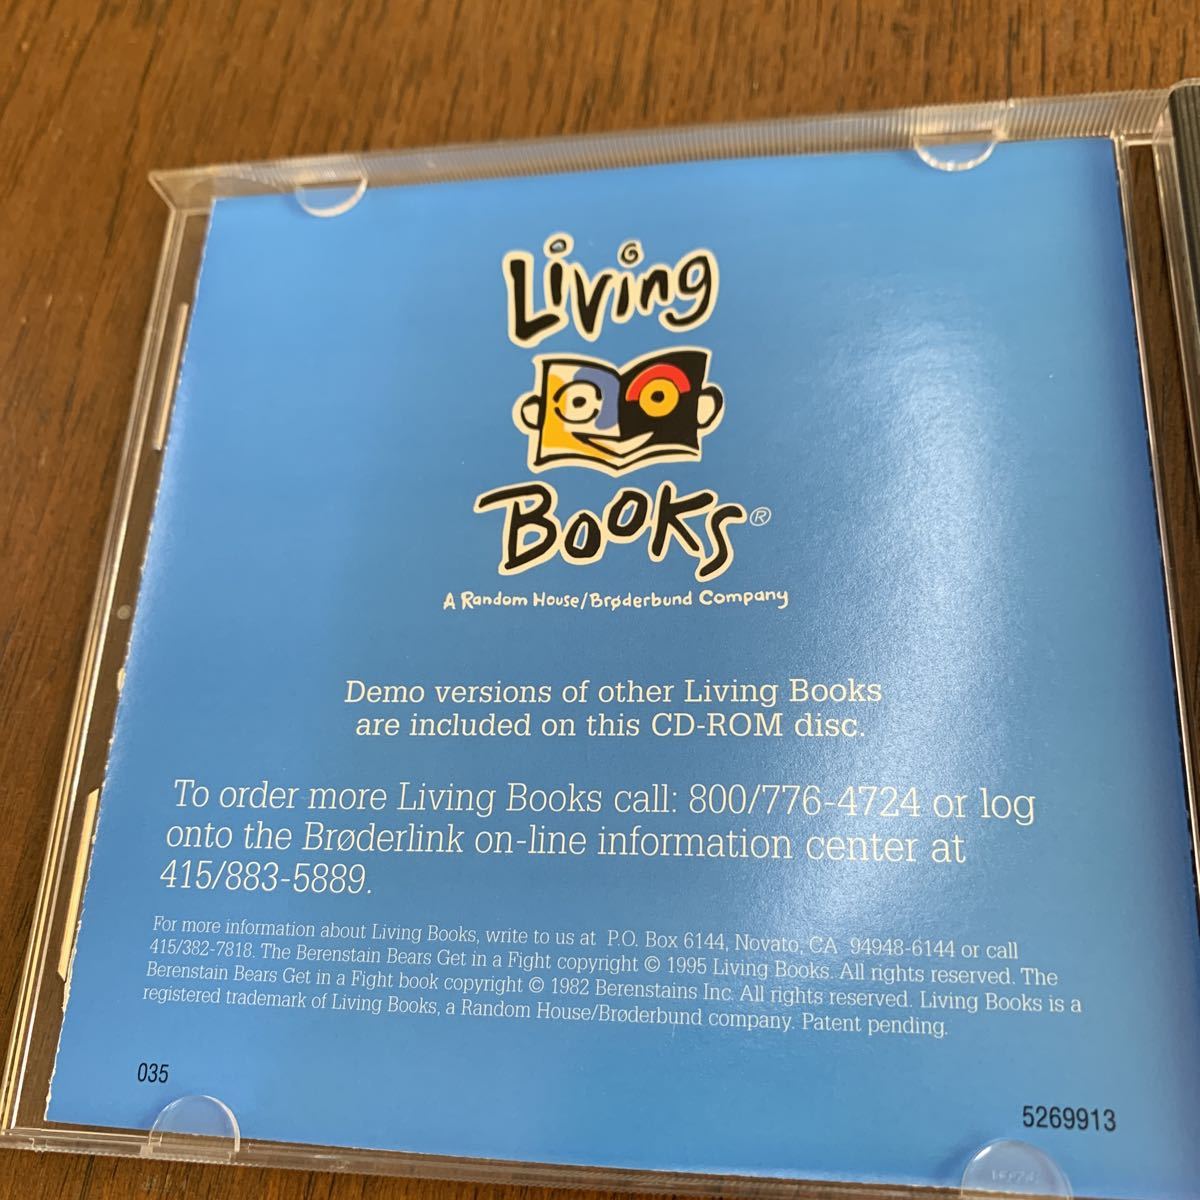 Living
Books®
A Random House/Brøderbund Company
Demo versions of other Living Books
are included on this CD-ROM disc.
To order more Living Books call: 800/776-4724 or log
onto the Brøderlink on-line information center at
415/883-5889.
For more information about Living Books, write to us at P.O. Box 6144, Novato, CA 94948-6144 or call
415/382-7818. The Berenstain Bears Get in a Fight copyright © 1995 Living Books. All rights reserved. The
Berenstain Bears Get in a Fight book copyright © 1982 Berenstains Inc. All rights reserved. Living Books is a
registered trademark of Living Books, a Random House/Brøderbund company. Patent pending.
035
5269913